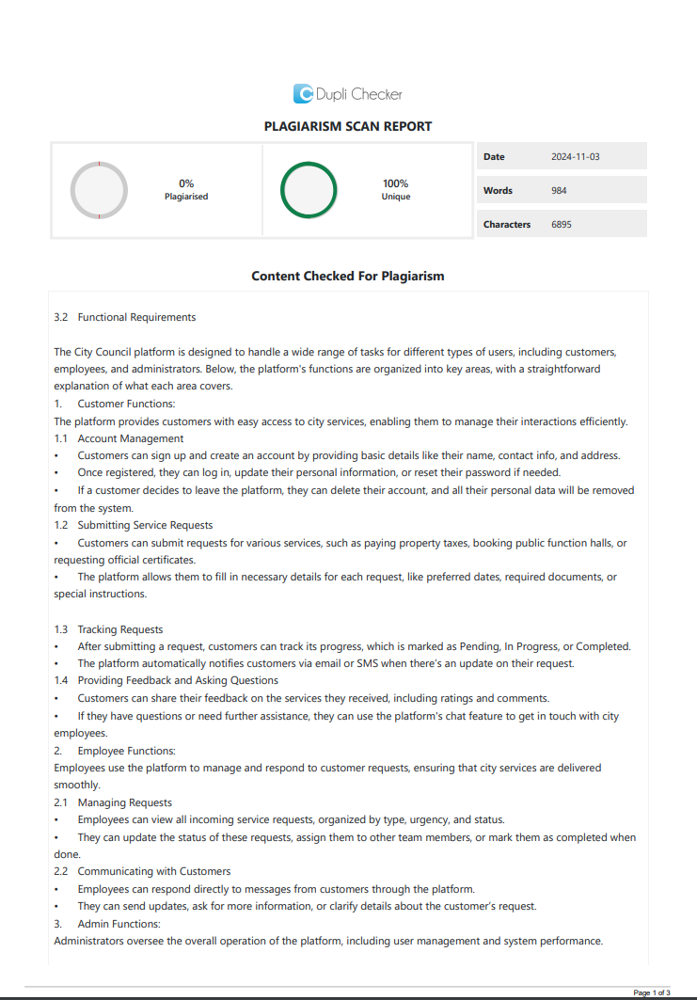 Dupli Checker
PLAGIARISM SCAN REPORT
0%
Plagiarised
100%
Unique
Date 2024-11-03
Words 984
Characters 6895
Content Checked For Plagiarism
3.2 Functional Requirements
The City Council platform is designed to handle a wide range of tasks for different types of users, including customers,
employees, and administrators. Below, the platform's functions are organized into key areas, with a straightforward
explanation of what each area covers.
1. Customer Functions:
The platform provides customers with easy access to city services, enabling them to manage their interactions efficiently.
1.1 Account Management
• Customers can sign up and create an account by providing basic details like their name, contact info, and address.
• Once registered, they can log in, update their personal information, or reset their password if needed.
• If a customer decides to leave the platform, they can delete their account, and all their personal data will be removed
from the system.
1.2 Submitting Service Requests
• Customers can submit requests for various services, such as paying property taxes, booking public function halls, or
requesting official certificates.
• The platform allows them to fill in necessary details for each request, like preferred dates, required documents, or
special instructions.
1.3 Tracking Requests
• After submitting a request, customers can track its progress, which is marked as Pending, In Progress, or Completed.
• The platform automatically notifies customers via email or SMS when there's an update on their request.
1.4 Providing Feedback and Asking Questions
• Customers can share their feedback on the services they received, including ratings and comments.
• If they have questions or need further assistance, they can use the platform's chat feature to get in touch with city
employees.
2. Employee Functions:
Employees use the platform to manage and respond to customer requests, ensuring that city services are delivered
smoothly.
2.1 Managing Requests
• Employees can view all incoming service requests, organized by type, urgency, and status.
• They can update the status of these requests, assign them to other team members, or mark them as completed when
done.
2.2 Communicating with Customers
• Employees can respond directly to messages from customers through the platform.
• They can send updates, ask for more information, or clarify details about the customer's request.
3. Admin Functions:
Administrators oversee the overall operation of the platform, including user management and system performance.
Page 1 of 3